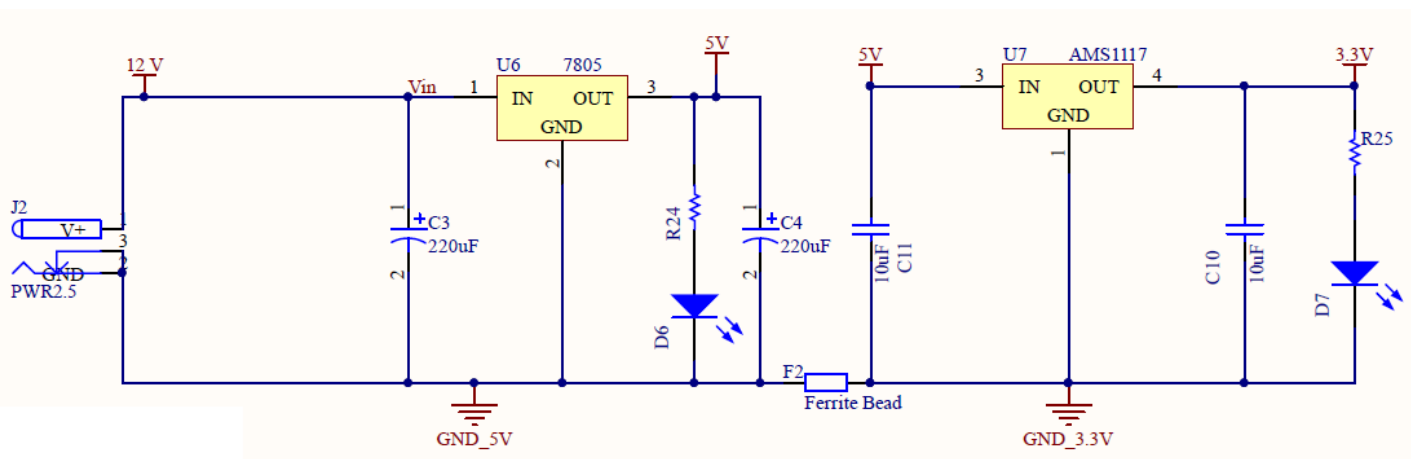 12 V
Vin
1
U6
7805
IN
OUT
GND
2
3
5V
5V
3
U7
AMS1117
IN
OUT
GND
1
4
3.3V
J2
V+
GND
PWR2.5
1
3
2
1
C3
220uF
2
R24
D6
1
C4
220uF
2
10uF
C11
C10
10uF
R25
D7
F2
Ferrite Bead
GND_5V
GND_3.3V